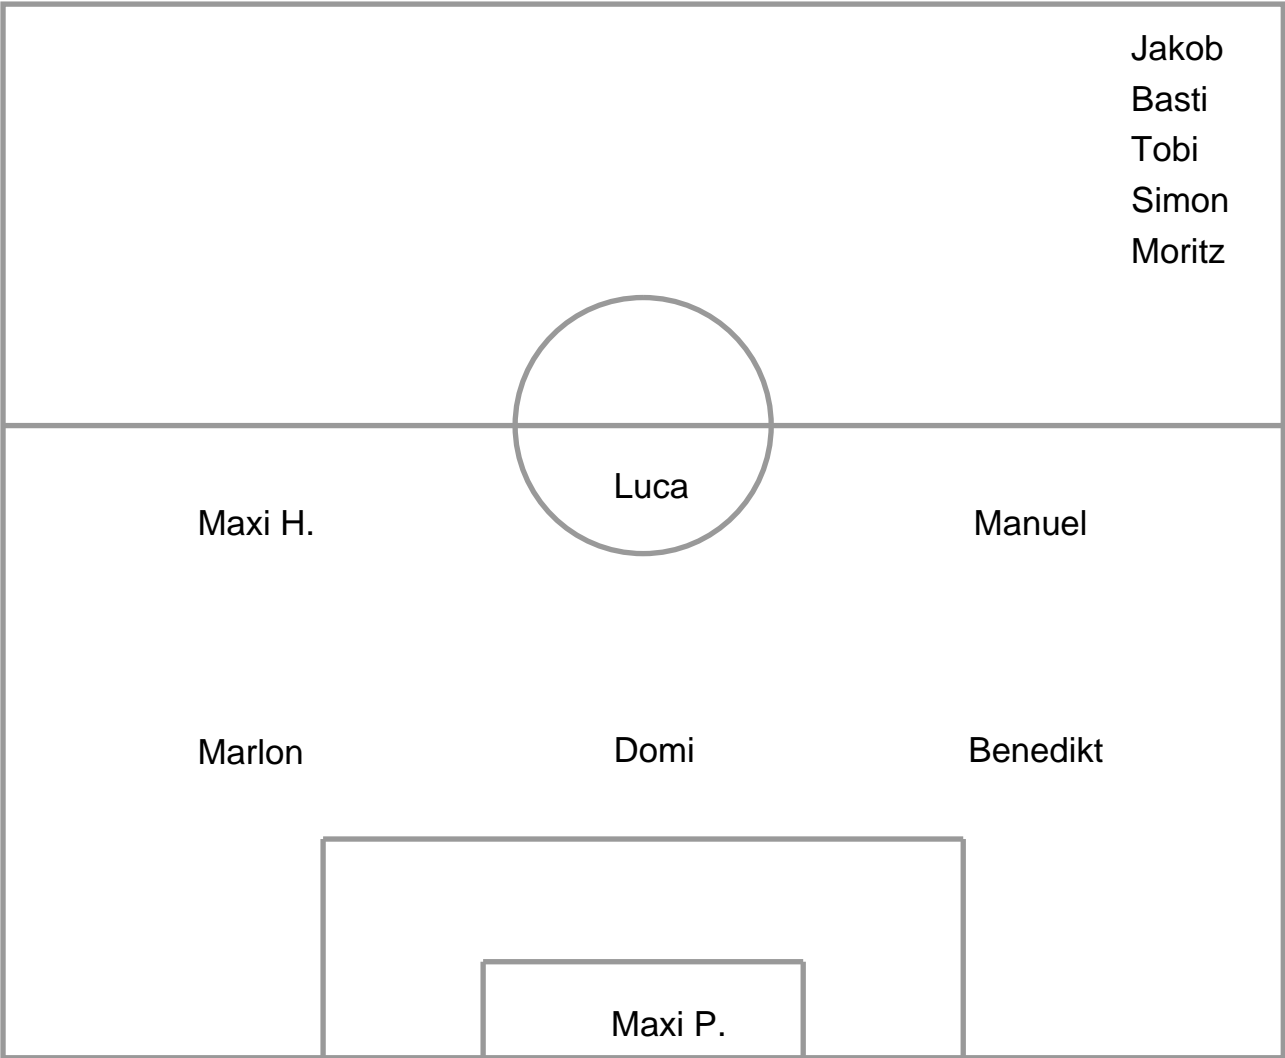 Jakob
Basti
Tobi
Simon
Moritz
Luca
Maxi H.
Manuel
Marlon
Domi
Benedikt
Maxi P.